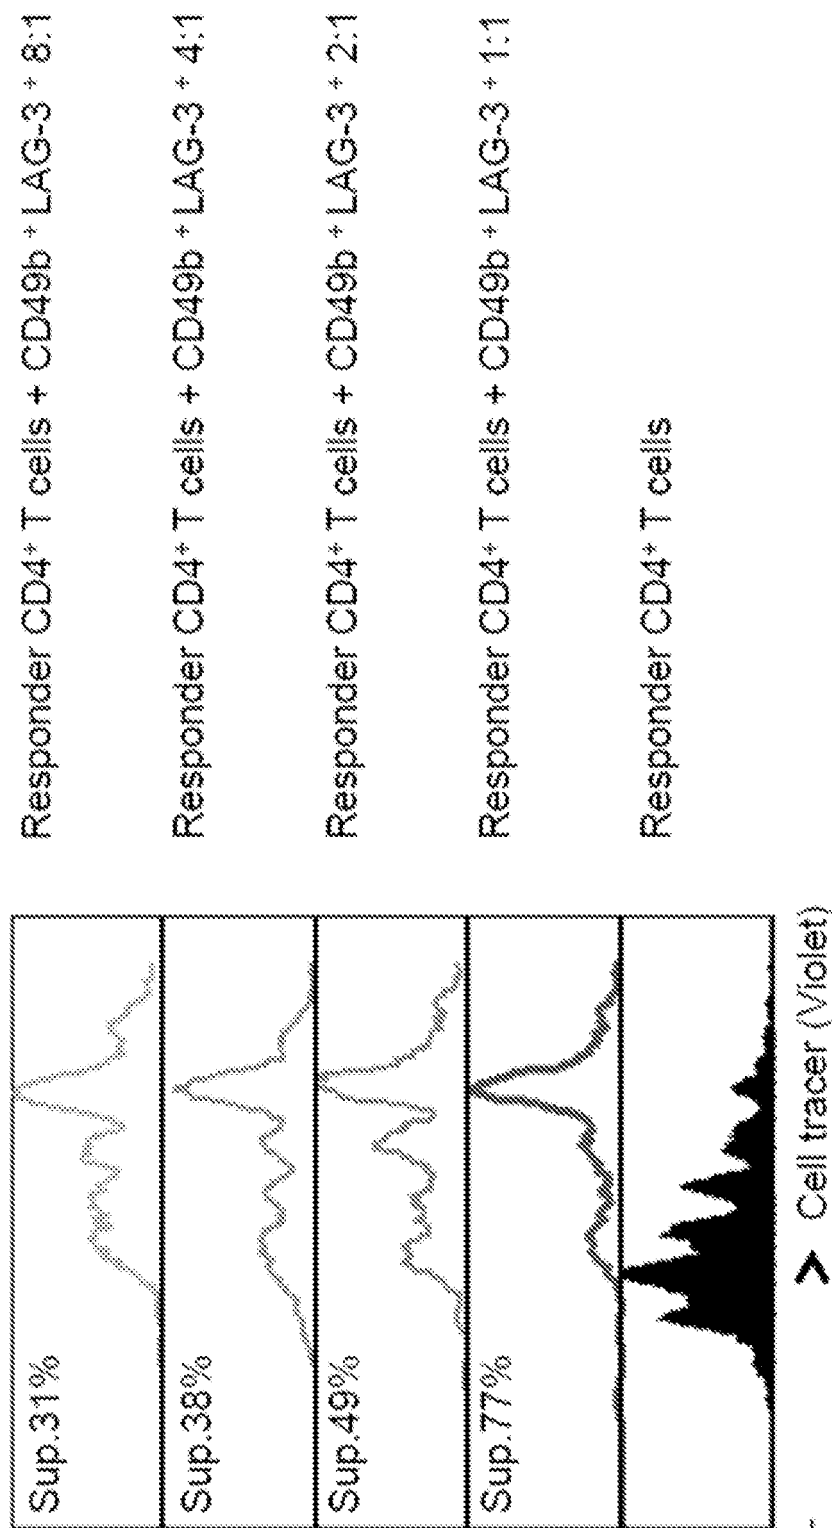 Sup.31%
Responder CD4⁺ T cells + CD49b ⁺LAG-3 ⁺ 8:1
Sup.38%
Responder CD4⁺ T cells + CD49b ⁺LAG-3 ⁺ 4:1
Sup.49%
Responder CD4⁺ T cells + CD49b ⁺LAG-3 ⁺ 2:1
Sup.77%
Responder CD4⁺ T cells + CD49b ⁺LAG-3 ⁺ 1:1
Responder CD4⁺ T cells
> Cell tracer (Violet)